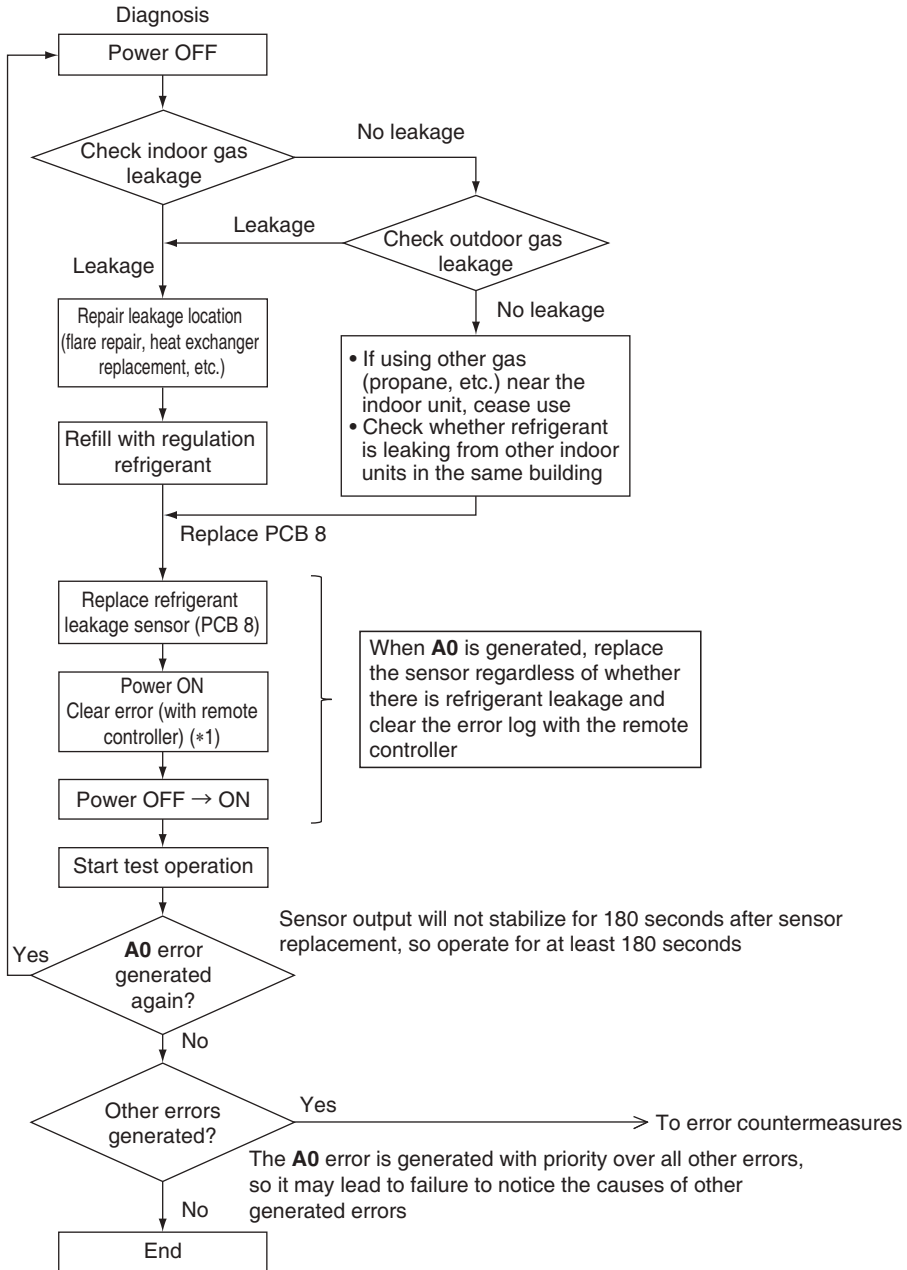 Diagnosis
Power OFF
Check indoor gas
leakage
No leakage
Check outdoor gas
leakage
Leakage
Leakage
No leakage
Repair leakage location
(flare repair, heat exchanger
replacement, etc.)
• If using other gas
(propane, etc.) near the
indoor unit, cease use
• Check whether refrigerant
is leaking from other indoor
units in the same building
Refill with regulation
refrigerant
Replace PCB 8
Replace refrigerant
leakage sensor (PCB 8)
Power ON
Clear error (with remote
controller) (*1)
Power OFF → ON
When A0 is generated, replace
the sensor regardless of whether
there is refrigerant leakage and
clear the error log with the remote
controller
Start test operation
Sensor output will not stabilize for 180 seconds after sensor
replacement, so operate for at least 180 seconds
A0 error
generated
again?
Yes
No
Other errors
generated?
Yes
To error countermeasures
The A0 error is generated with priority over all other errors,
so it may lead to failure to notice the causes of other
generated errors
No
End